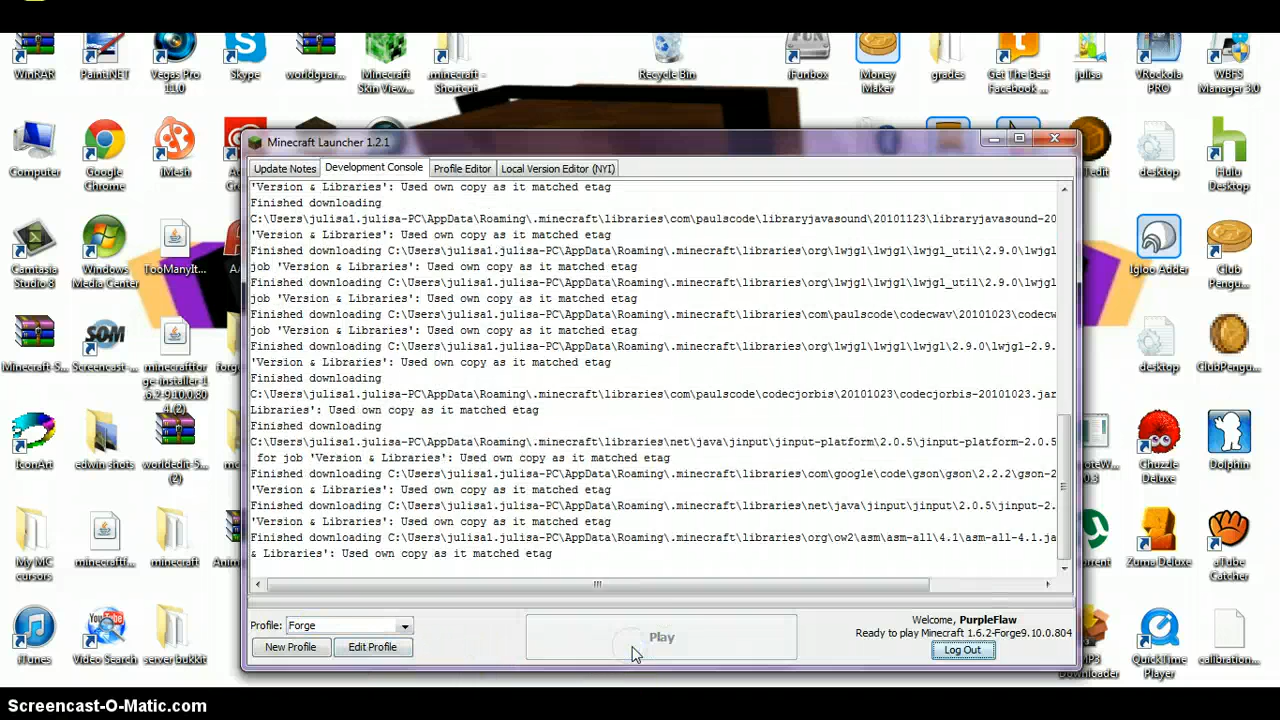 WinRAR
Paint.NET
Vegas Pro
11.0
Skype
worldguar...
Minecraft
Skin View...
.minecraft -
Shortcut
Recycle Bin
iFunbox
Money
Maker
grades
Get The Best
Facebook ...
julisa
VRockola
PRO
WBFS
Manager 3.0
Minecraft Launcher 1.2.1
Update Notes
Development Console
Profile Editor
Local Version Editor (NYI)
'Version & Libraries': Used own copy as it matched etag
Finished downloading
C:\Users\julisa1.julisa-PC\AppData\Roaming\.minecraft\libraries\com\paulscode\libraryjavasound\20101123\libraryjavasound-20
'Version & Libraries': Used own copy as it matched etag
Finished downloading C:\Users\julisa1.julisa-PC\AppData\Roaming\.minecraft\libraries\org\lwjgl\lwjgl\lwjgl_util\2.9.0\lwjgl
job 'Version & Libraries': Used own copy as it matched etag
Finished downloading C:\Users\julisa1.julisa-PC\AppData\Roaming\.minecraft\libraries\org\lwjgl\lwjgl\lwjgl_util\2.9.0\lwjgl
job 'Version & Libraries': Used own copy as it matched etag
Finished downloading C:\Users\julisa1.julisa-PC\AppData\Roaming\.minecraft\libraries\com\paulscode\codecwav\20101023\codecw
job 'Version & Libraries': Used own copy as it matched etag
Finished downloading C:\Users\julisa1.julisa-PC\AppData\Roaming\.minecraft\libraries\org\lwjgl\lwjgl\lwjgl\2.9.0\lwjgl-2.9.
'Version & Libraries': Used own copy as it matched etag
Finished downloading
C:\Users\julisa1.julisa-PC\AppData\Roaming\.minecraft\libraries\com\paulscode\codecjorbis\20101023\codecjorbis-20101023.jar
Libraries': Used own copy as it matched etag
Finished downloading
C:\Users\julisa1.julisa-PC\AppData\Roaming\.minecraft\libraries\net\java\jinput\jinput-platform\2.0.5\jinput-platform-2.0.5
for job 'Version & Libraries': Used own copy as it matched etag
Finished downloading C:\Users\julisa1.julisa-PC\AppData\Roaming\.minecraft\libraries\com\google\code\gson\gson\2.2.2\gson-2
'Version & Libraries': Used own copy as it matched etag
Finished downloading C:\Users\julisa1.julisa-PC\AppData\Roaming\.minecraft\libraries\net\java\jinput\jinput\2.0.5\jinput-2.
'Version & Libraries': Used own copy as it matched etag
Finished downloading C:\Users\julisa1.julisa-PC\AppData\Roaming\.minecraft\libraries\org\ow2\asm\asm-all\4.1\asm-all-4.1.ja
& Libraries': Used own copy as it matched etag
Profile:
Forge
New Profile
Edit Profile
Play
Welcome, PurpleFlaw
Ready to play Minecraft 1.6.2-Forge9.10.0.804
Log Out
Computer
Google
Chrome
iMesh
desktop
Hulu
Desktop
Camtasia
Studio 8
Windows
Media Center
TooManyIt...
Igloo Adder
Club
Pengu...
Minecraft-S...
Screencast-...
minecraftfor
ge-installer-1
.6.2-9.10.0.80
4 (2)
desktop
ClubPengu...
IconArt
edwin shots
worldedit-5...
(2)
Chuzzle
Deluxe
Dolphin
My MC
cursors
minecraftf...
minecraft
Zuma Deluxe
aTube
Catcher
iTunes
Video Search
server bukkit
QuickTime
Player
calibration...
Screencast-O-Matic.com